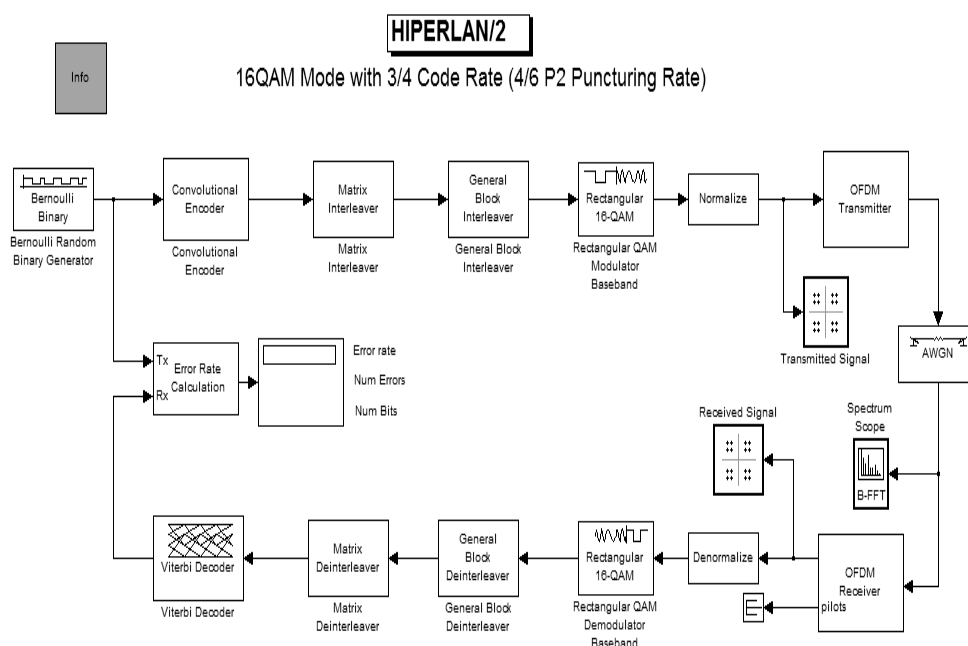 HIPERLAN/2
Info
16QAM Mode with 3/4 Code Rate (4/6 P2 Puncturing Rate)
Bernoulli
Binary
Bernoulli Random
Binary Generator
Convolutional
Encoder
Convolutional
Encoder
Matrix
Interleaver
Matrix
Interleaver
General
Block
Interleaver
General Block
Interleaver
Rectangular
16-QAM
Rectangular QAM
Modulator
Baseband
Normalize
OFDM
Transmitter
Transmitted Signal
AWGN
Tx
Rx
Error Rate
Calculation
Error rate
Num Errors
Num Bits
Received Signal
Spectrum
Scope
B-FFT
Viterbi Decoder
Viterbi Decoder
Matrix
Deinterleaver
Matrix
Deinterleaver
General
Block
Deinterleaver
General Block
Deinterleaver
Rectangular
16-QAM
Rectangular QAM
Demodulator
Baseband
Denormalize
OFDM
Receiver
pilots